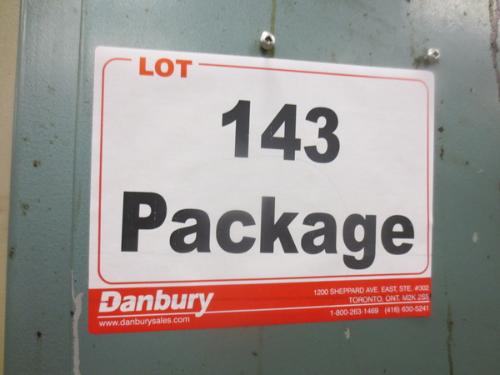 LOT
143
Package
Danbury
www.danburysales.com
1200 SHEPPARD AVE. EAST, STE. #302
TORONTO, ONT. M2K 2S5
1-800-263-1469 (416) 630-5241